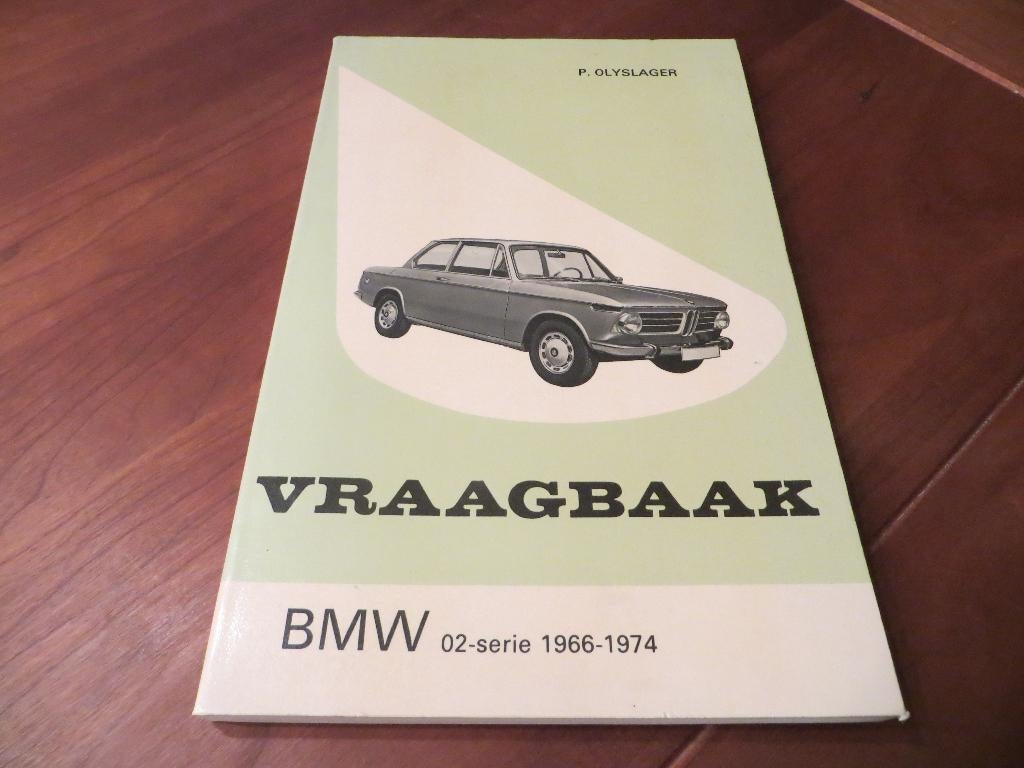 P. OLYSLAGER
VRAAGBAAK
BMW 02-serie 1966-1974